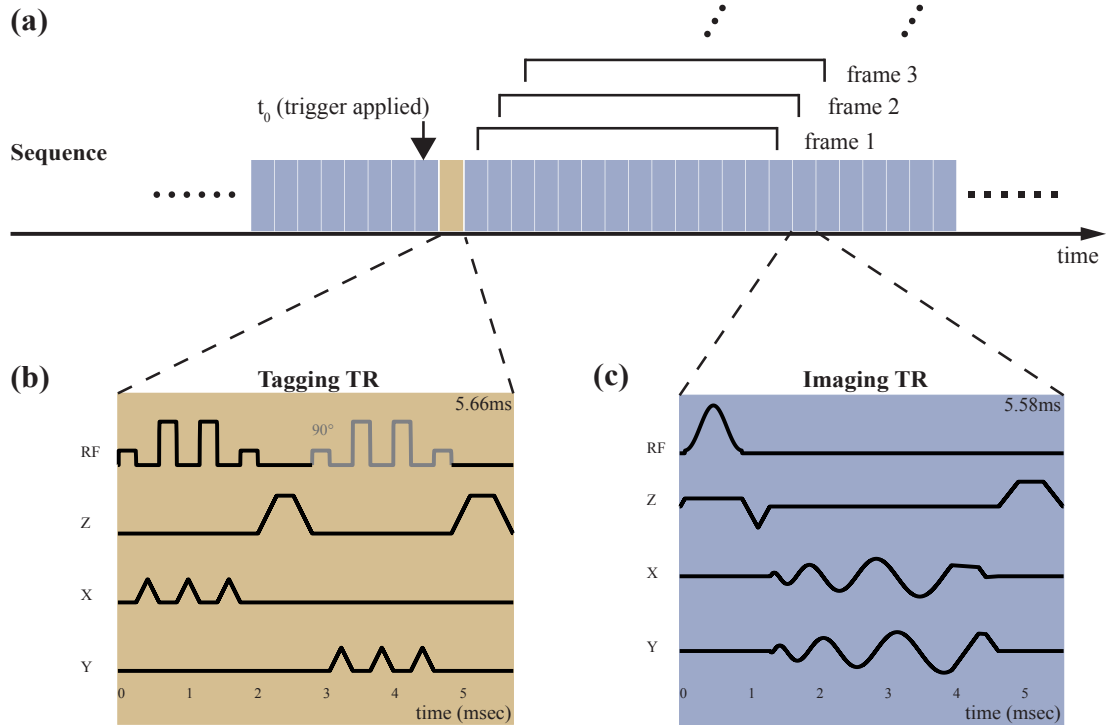 (a)
frame 3
frame 2
t0 (trigger applied)
frame 1
Sequence
time
(b)
Tagging TR
5.66ms
RF
90°
Z
X
Y
0 1 2 3 4 5
time (msec)
(c)
Imaging TR
5.58ms
RF
Z
X
Y
0 1 2 3 4 5
time (msec)